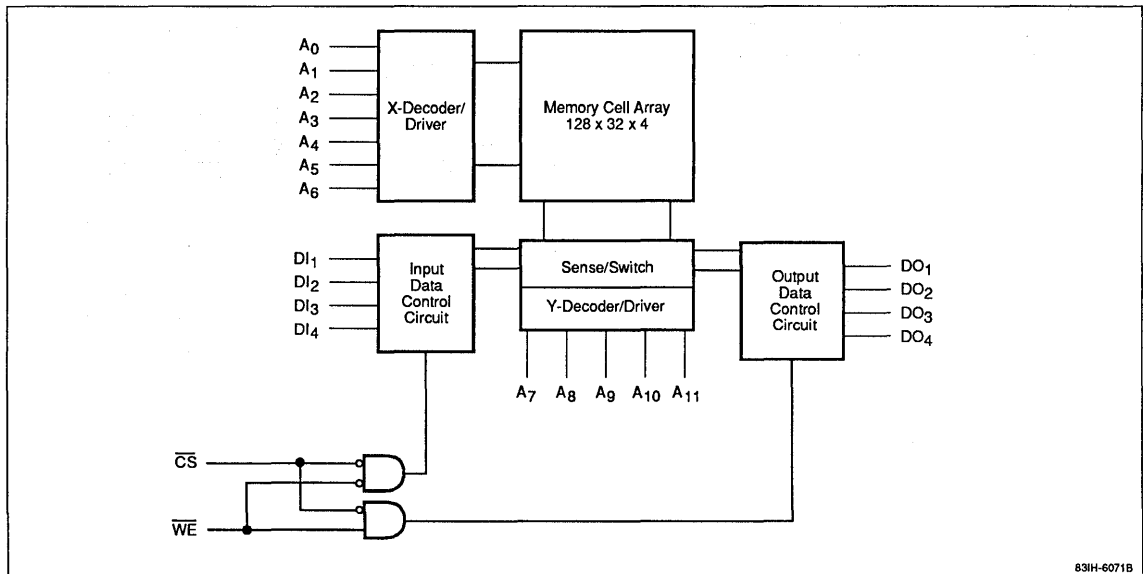 A0
A1
A2
A3
A4
A5
A6
X-Decoder/
Driver
Memory Cell Array
128 x 32 x 4
DI1
DI2
DI3
DI4
Input
Data
Control
Circuit
Sense/Switch
Y-Decoder/Driver
Output
Data
Control
Circuit
DO1
DO2
DO3
DO4
A7 A8 A9 A10 A11
C̅S̅
W̅E̅
83IH-6071B